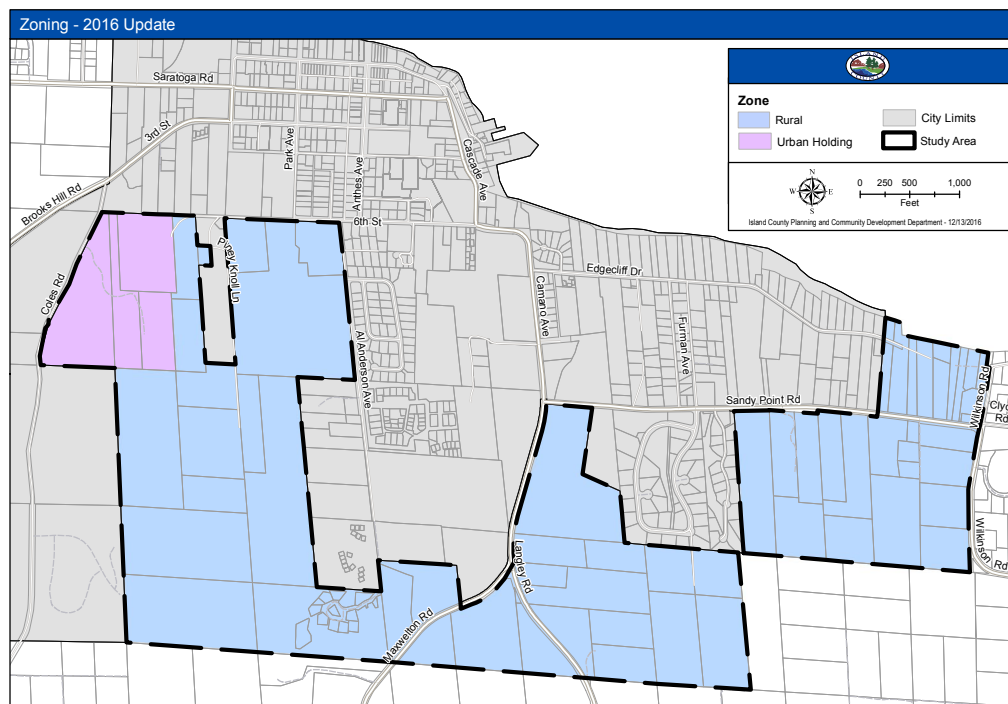 Zoning - 2016 Update
Zone
Rural
City Limits
Urban Holding
Study Area
N
W
E
S
0 250 500 1,000
Feet
Island County Planning and Community Development Department - 12/13/2016
Saratoga Rd
3rd St
Park Ave
Anthes Ave
Cascade Ave
Brooks Hill Rd
6th St
Piney Knoll Ln
Coles Rd
Edgecliff Dr
Camano Ave
Furman Ave
Al Anderson Ave
Sandy Point Rd
Wilkinson Rd
Rd
Wilkinson Rd
Langley Rd
Maxwelton Rd